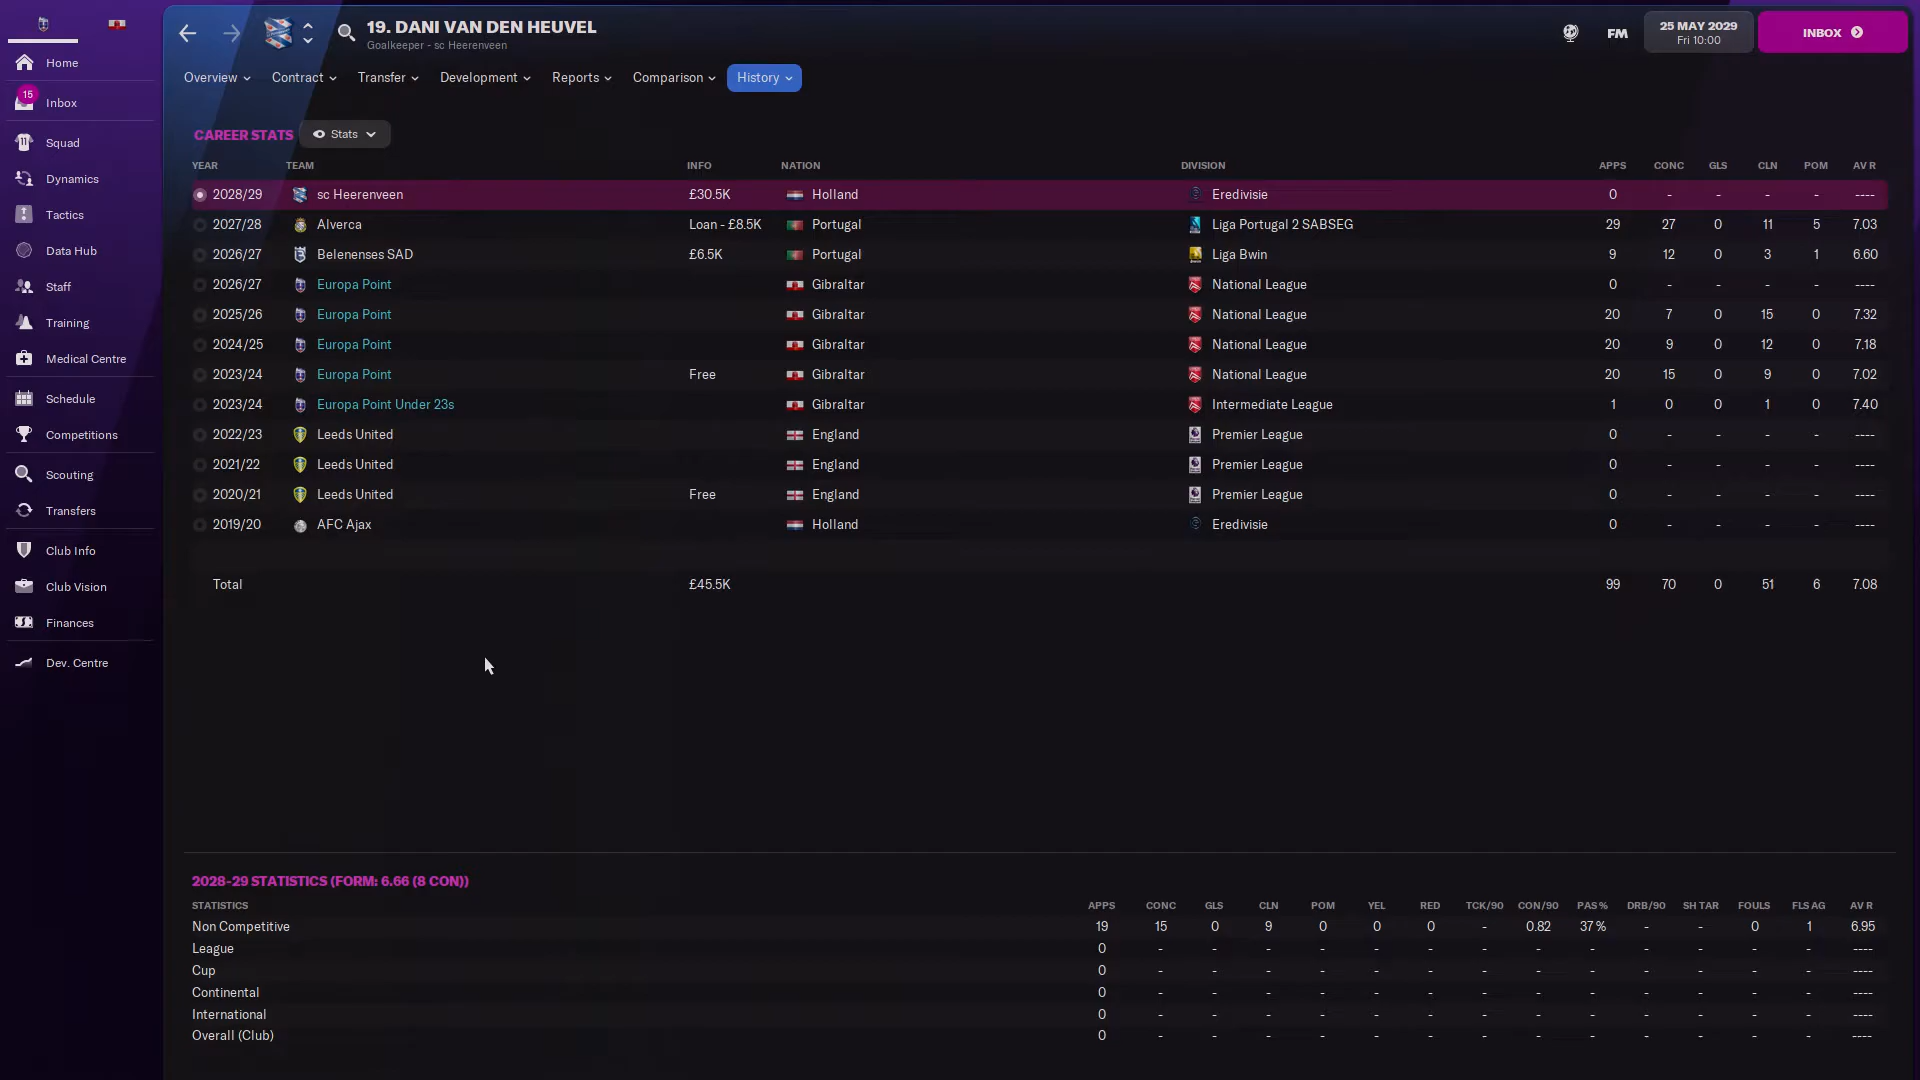 19. DANI VAN DEN HEUVEL
Goalkeeper - sc Heerenveen
FM
25 MAY 2029
Fri 10:00
INBOX
Home
15
Inbox
Squad
Dynamics
Tactics
Data Hub
Staff
Training
Medical Centre
Schedule
Competitions
Scouting
Transfers
Club Info
Club Vision
Finances
Dev. Centre
Overview Contract Transfer Development Reports Comparison History
CAREER STATS Stats
YEAR TEAM INFO NATION DIVISION APPS CONC GLS CLN POM AV R
2028/29 sc Heerenveen £30.5K Holland Eredivisie 0 - - - - ----
2027/28 Alverca Loan - £8.5K Portugal Liga Portugal 2 SABSEG 29 27 0 11 5 7.03
2026/27 Belenenses SAD £6.5K Portugal Liga Bwin 9 12 0 3 1 6.60
2026/27 Europa Point Gibraltar National League 0 - - - - ----
2025/26 Europa Point Gibraltar National League 20 7 0 15 0 7.32
2024/25 Europa Point Gibraltar National League 20 9 0 12 0 7.18
2023/24 Europa Point Free Gibraltar National League 20 15 0 9 0 7.02
2023/24 Europa Point Under 23s Gibraltar Intermediate League 1 0 0 1 0 7.40
2022/23 Leeds United England Premier League 0 - - - - ----
2021/22 Leeds United England Premier League 0 - - - - ----
2020/21 Leeds United Free England Premier League 0 - - - - ----
2019/20 AFC Ajax Holland Eredivisie 0 - - - - ----
Total £45.5K 99 70 0 51 6 7.08
2028-29 STATISTICS (FORM: 6.66 (8 CON))
STATISTICS APPS CONC GLS CLN POM YEL RED TCK/90 CON/90 PAS % DRB/90 SH TAR FOULS FLS AG AV R
Non Competitive 19 15 0 9 0 0 0 - 0.82 37 % - - 0 1 6.95
League 0 - - - - - - - - - - - - - ----
Cup 0 - - - - - - - - - - - - - ----
Continental 0 - - - - - - - - - - - - - ----
International 0 - - - - - - - - - - - - - ----
Overall (Club) 0 - - - - - - - - - - - - - ----